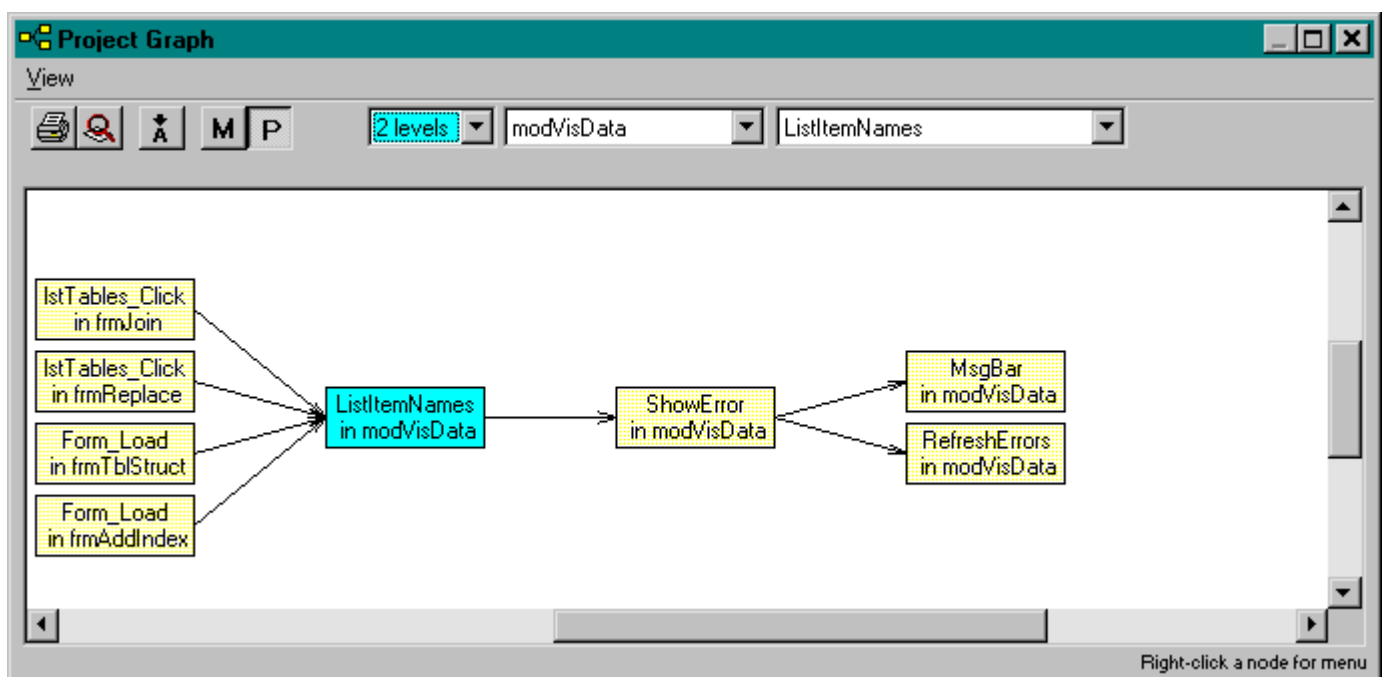 Project Graph
View
A M P 2 levels modVisData ListItemNames
lstTables_Click
in frmJoin
lstTables_Click
in frmReplace
Form_Load
in frmTblStruct
Form_Load
in frmAddIndex
ListItemNames
in modVisData
ShowError
in modVisData
MsgBar
in modVisData
RefreshErrors
in modVisData
Right-click a node for menu